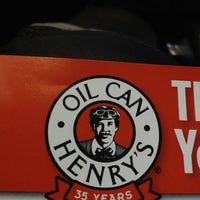 OIL CAN
HENRY'S
®
35 YEARS